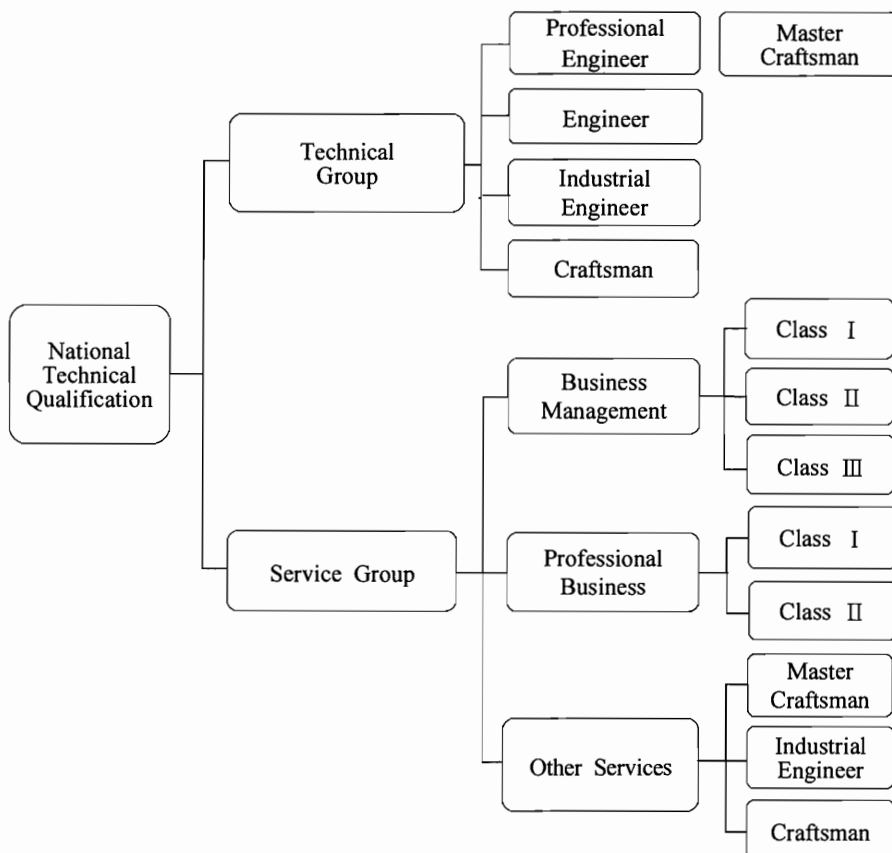 Professional
Engineer
Master
Craftsman
Engineer
Technical
Group
Industrial
Engineer
Craftsman
National
Technical
Qualification
Class Ⅰ
Business
Management
Class Ⅱ
Class Ⅲ
Service Group
Professional
Business
Class Ⅰ
Class Ⅱ
Other Services
Master
Craftsman
Industrial
Engineer
Craftsman